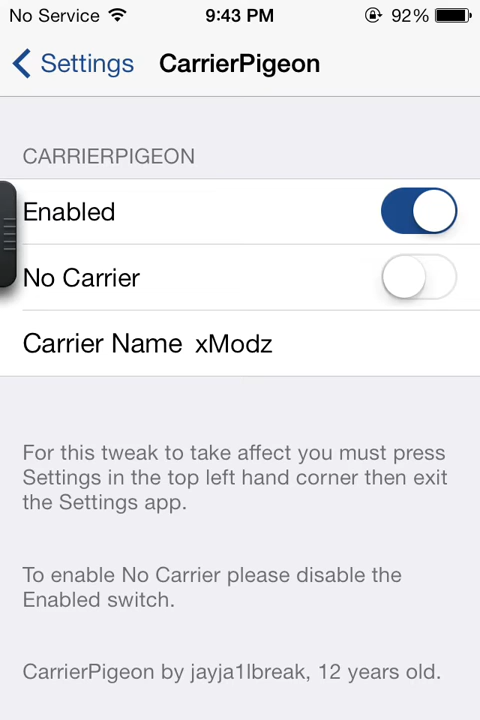 No Service 9:43 PM 92%
Settings CarrierPigeon
CARRIERPIGEON
Enabled
No Carrier
Carrier Name xModz
For this tweak to take affect you must press
Settings in the top left hand corner then exit
the Settings app.
To enable No Carrier please disable the
Enabled switch.
CarrierPigeon by jayja1lbreak, 12 years old.